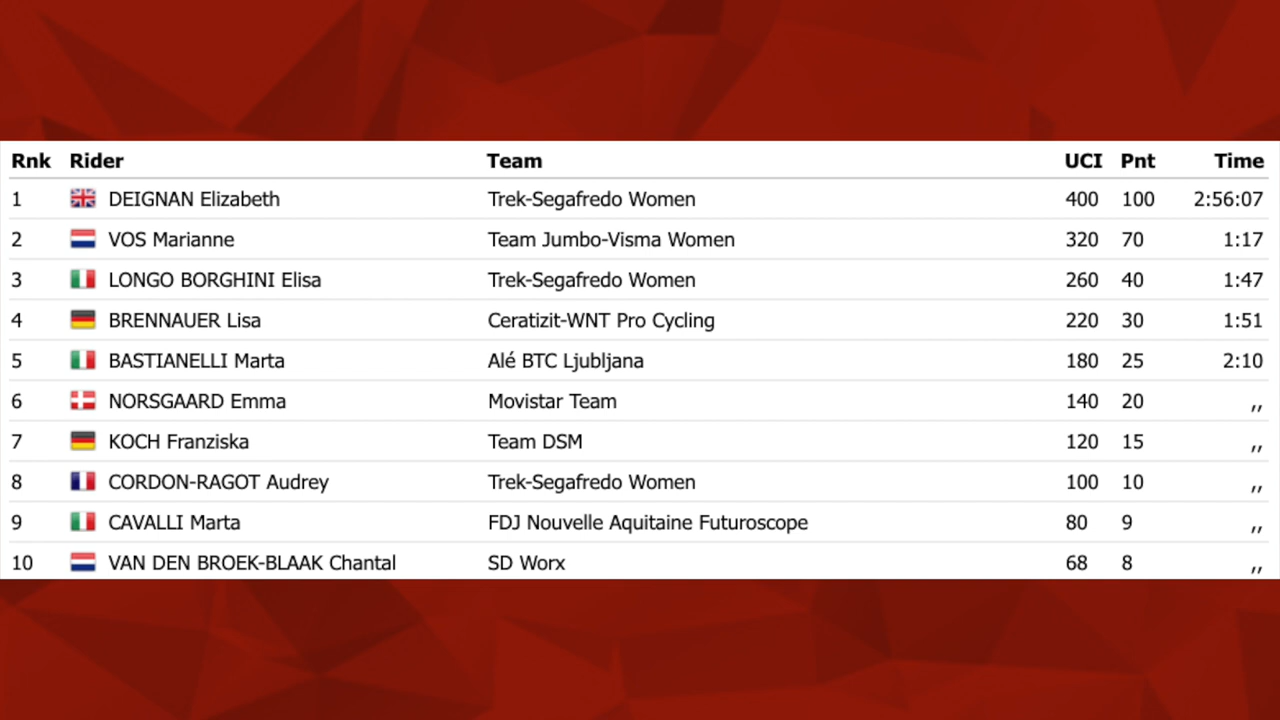 Rnk Rider Team UCI Pnt Time
1 DEIGNAN Elizabeth Trek-Segafredo Women 400 100 2:56:07
2 VOS Marianne Team Jumbo-Visma Women 320 70 1:17
3 LONGO BORGHINI Elisa Trek-Segafredo Women 260 40 1:47
4 BRENNAUER Lisa Ceratizit-WNT Pro Cycling 220 30 1:51
5 BASTIANELLI Marta Alé BTC Ljubljana 180 25 2:10
6 NORSGAARD Emma Movistar Team 140 20 ,,
7 KOCH Franziska Team DSM 120 15 ,,
8 CORDON-RAGOT Audrey Trek-Segafredo Women 100 10 ,,
9 CAVALLI Marta FDJ Nouvelle Aquitaine Futuroscope 80 9 ,,
10 VAN DEN BROEK-BLAAK Chantal SD Worx 68 8 ,,